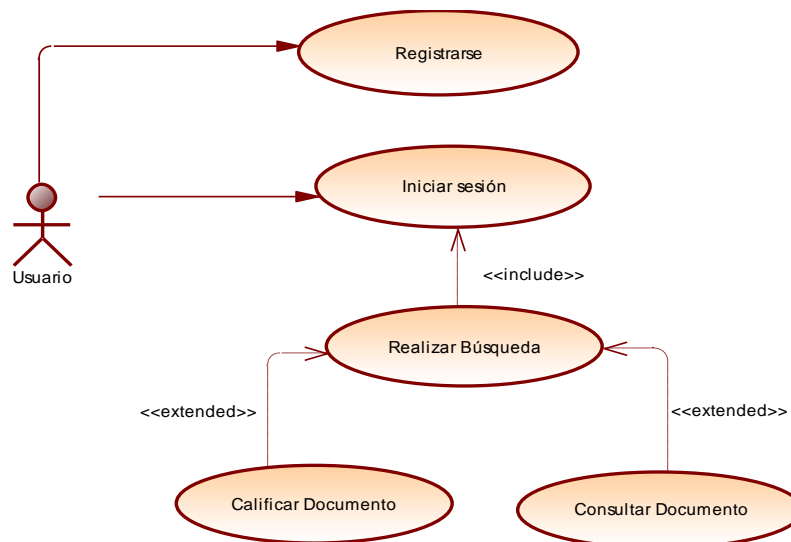 Registrarse
Iniciar sesión
Usuario
<<include>>
Realizar Búsqueda
<<extended>>
<<extended>>
Calificar Documento
Consultar Documento